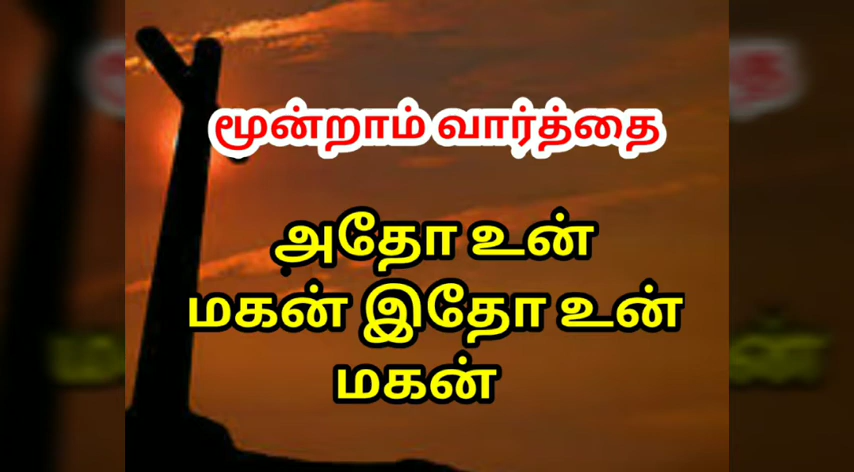 மூன்றாம் வார்த்தை
அதோ உன்
மகன் இதோ உன்
மகன்